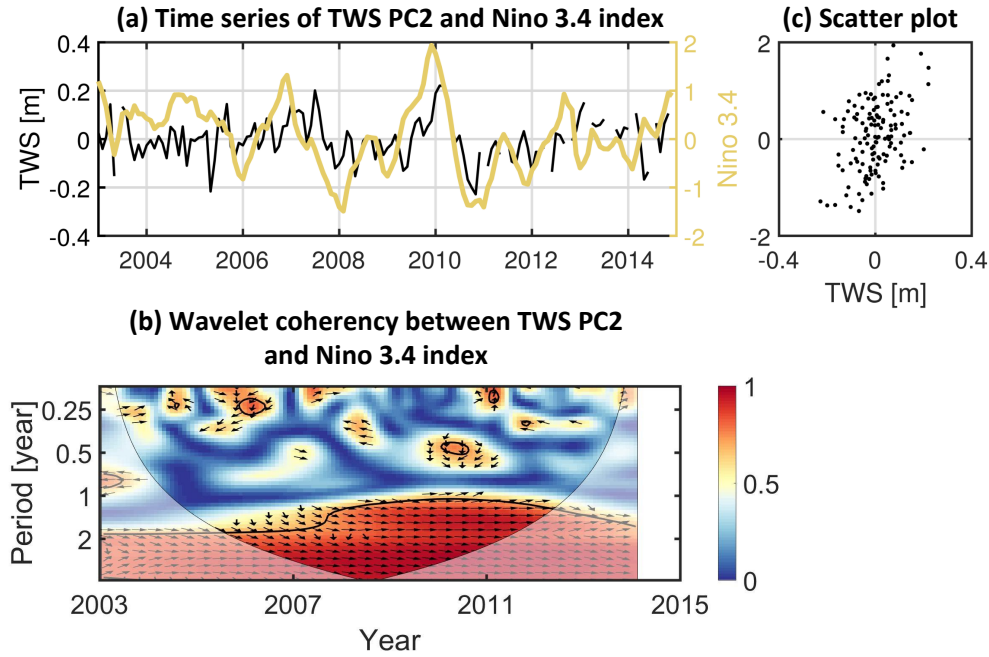 (a) Time series of TWS PC2 and Nino 3.4 index
0.4
0.2
0
-0.2
-0.4
TWS [m]
2
1
0
-1
-2
Nino 3.4
2004 2006 2008 2010 2012 2014
(c) Scatter plot
2
0
-2
-0.4 0 0.4
TWS [m]
(b) Wavelet coherency between TWS PC2
and Nino 3.4 index
Period [year]
0.25
0.5
1
2
2003 2007 2011 2015
Year
1
0.5
0